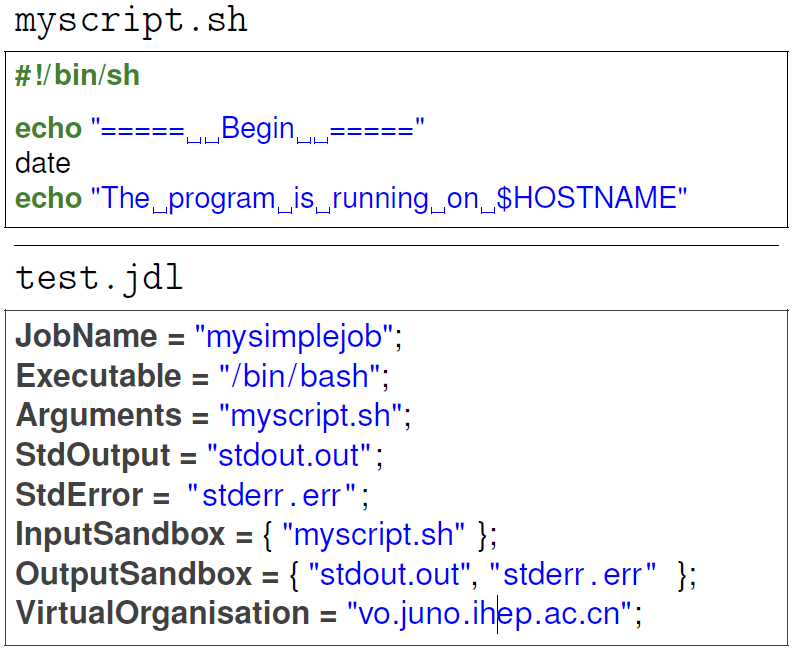 myscript.sh
#!/bin/sh
echo "=====␣␣Begin␣␣====="
date
echo "The␣program␣is␣running␣on␣$HOSTNAME"
test.jdl
JobName = "mysimplejob";
Executable = "/bin/bash";
Arguments = "myscript.sh";
StdOutput = "stdout.out";
StdError = "stderr.err";
InputSandbox = { "myscript.sh" };
OutputSandbox = { "stdout.out", "stderr.err" };
VirtualOrganisation = "vo.juno.ihep.ac.cn";